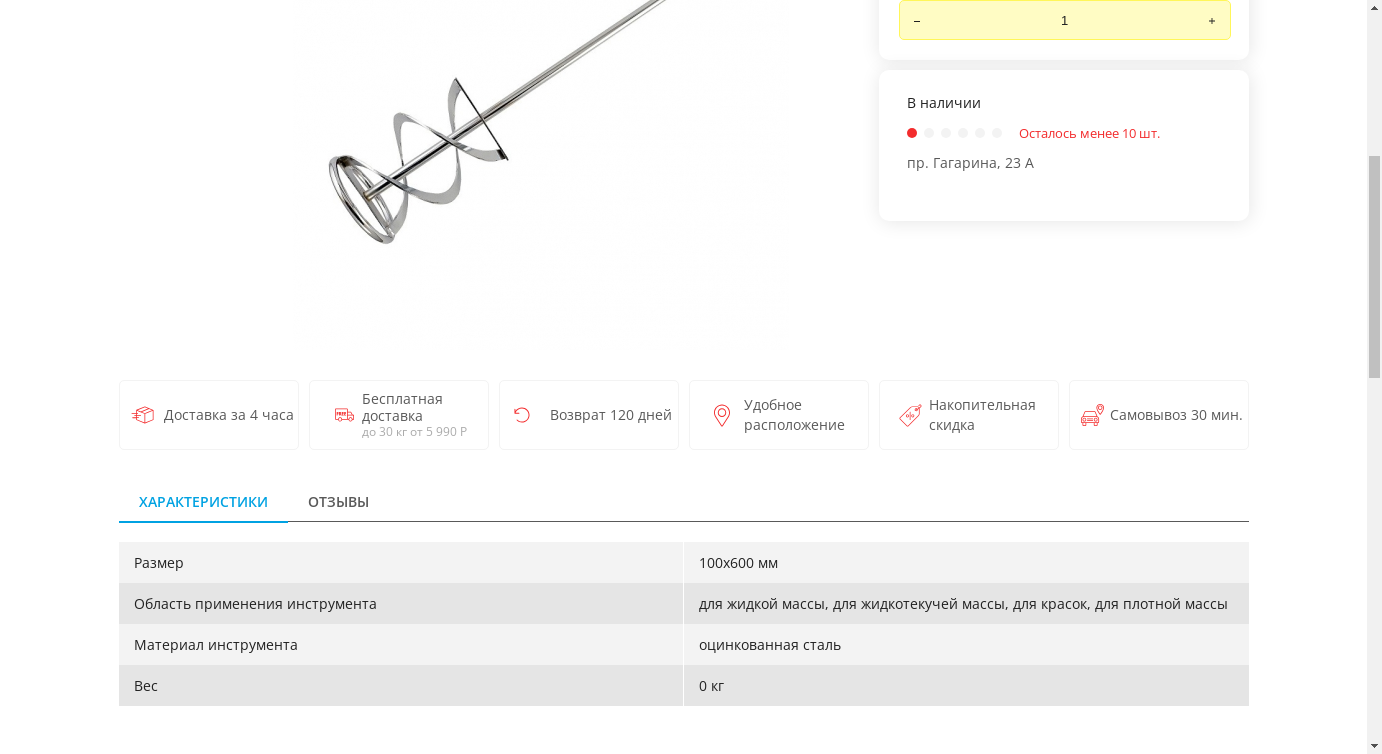 − 1 +
В наличии
Осталось менее 10 шт.
пр. Гагарина, 23 А
Доставка за 4 часа
Бесплатная
доставка
до 30 кг от 5 990 Р
Возврат 120 дней
Удобное
расположение
Накопительная
скидка
Самовывоз 30 мин.
ХАРАКТЕРИСТИКИ ОТЗЫВЫ
Размер 100х600 мм
Область применения инструмента для жидкой массы, для жидкотекучей массы, для красок, для плотной массы
Материал инструмента оцинкованная сталь
Вес 0 кг